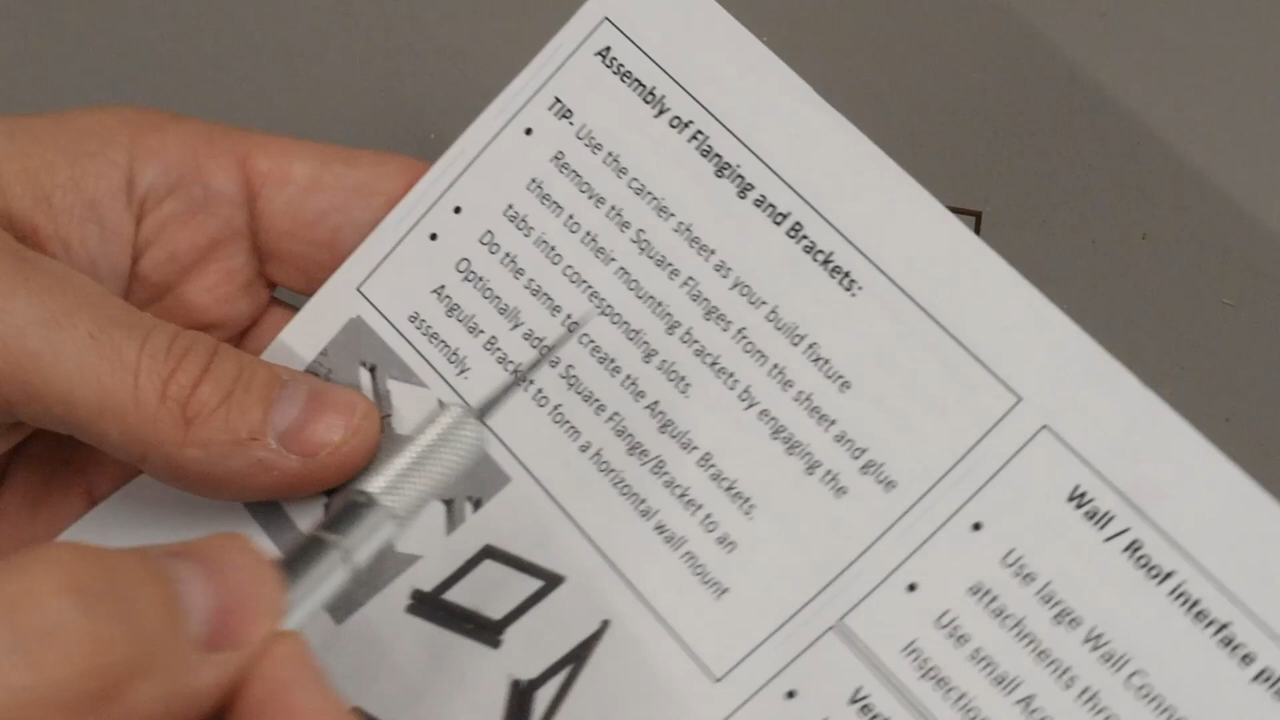 Assembly of Flanging and Brackets:
TIP- Use the carrier sheet as your build fixture
• Remove the Square Flanges from the sheet and glue
them to their mounting brackets by engaging the
tabs into corresponding slots.
• Do the same to create the Angular Brackets.
• Optionally add a Square Flange/Bracket to an
Angular Bracket to form a horizontal wall mount
assembly.
Wall / Roof Interface
• Use large Wall
attachments
• Use small